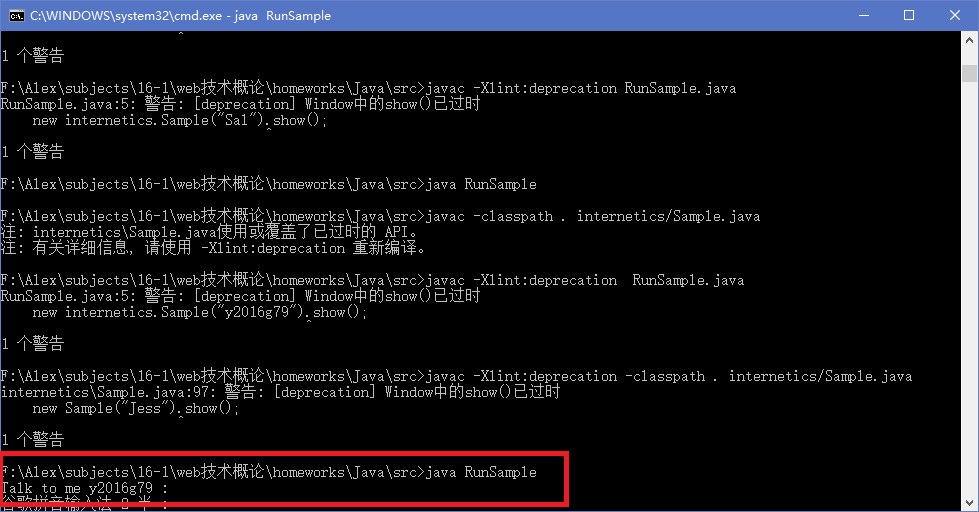 C:\WINDOWS\system32\cmd.exe - java RunSample
1 个警告
F:\Alex\subjects\16-1\web技术概论\homeworks\Java\src>javac -Xlint:deprecation RunSample.java
RunSample.java:5: 警告: [deprecation] Window中的show()已过时
new internetics.Sample("Sal").show();
^
1 个警告
F:\Alex\subjects\16-1\web技术概论\homeworks\Java\src>java RunSample
F:\Alex\subjects\16-1\web技术概论\homeworks\Java\src>javac -classpath . internetics/Sample.java
注: internetics\Sample.java使用或覆盖了已过时的 API。
注: 有关详细信息, 请使用 -Xlint:deprecation 重新编译。
F:\Alex\subjects\16-1\web技术概论\homeworks\Java\src>javac -Xlint:deprecation  RunSample.java
RunSample.java:5: 警告: [deprecation] Window中的show()已过时
new internetics.Sample("y2016g79").show();
^
1 个警告
F:\Alex\subjects\16-1\web技术概论\homeworks\Java\src>javac -Xlint:deprecation -classpath . internetics/Sample.java
internetics\Sample.java:97: 警告: [deprecation] Window中的show()已过时
new Sample("Jess").show();
^
1 个警告
F:\Alex\subjects\16-1\web技术概论\homeworks\Java\src>java RunSample
Talk to me y2016g79 :
谷歌拼音输入法 2 半 :